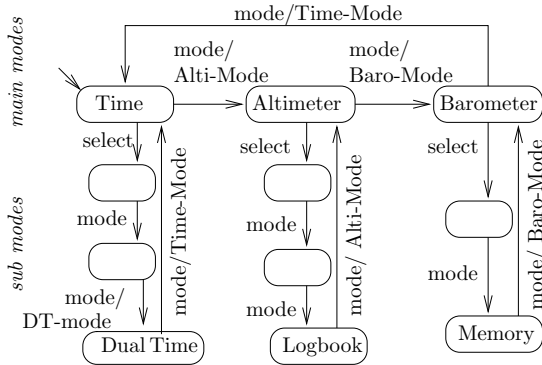 mode/Time-Mode
main modes
mode/
Alti-Mode
mode/
Baro-Mode
Time
Altimeter
Barometer
select
select
select
mode/Time-Mode
mode/ Alti-Mode
mode/ Baro-Mode
sub modes
mode
mode
mode/
DT-mode
mode
mode
Dual Time
Logbook
Memory